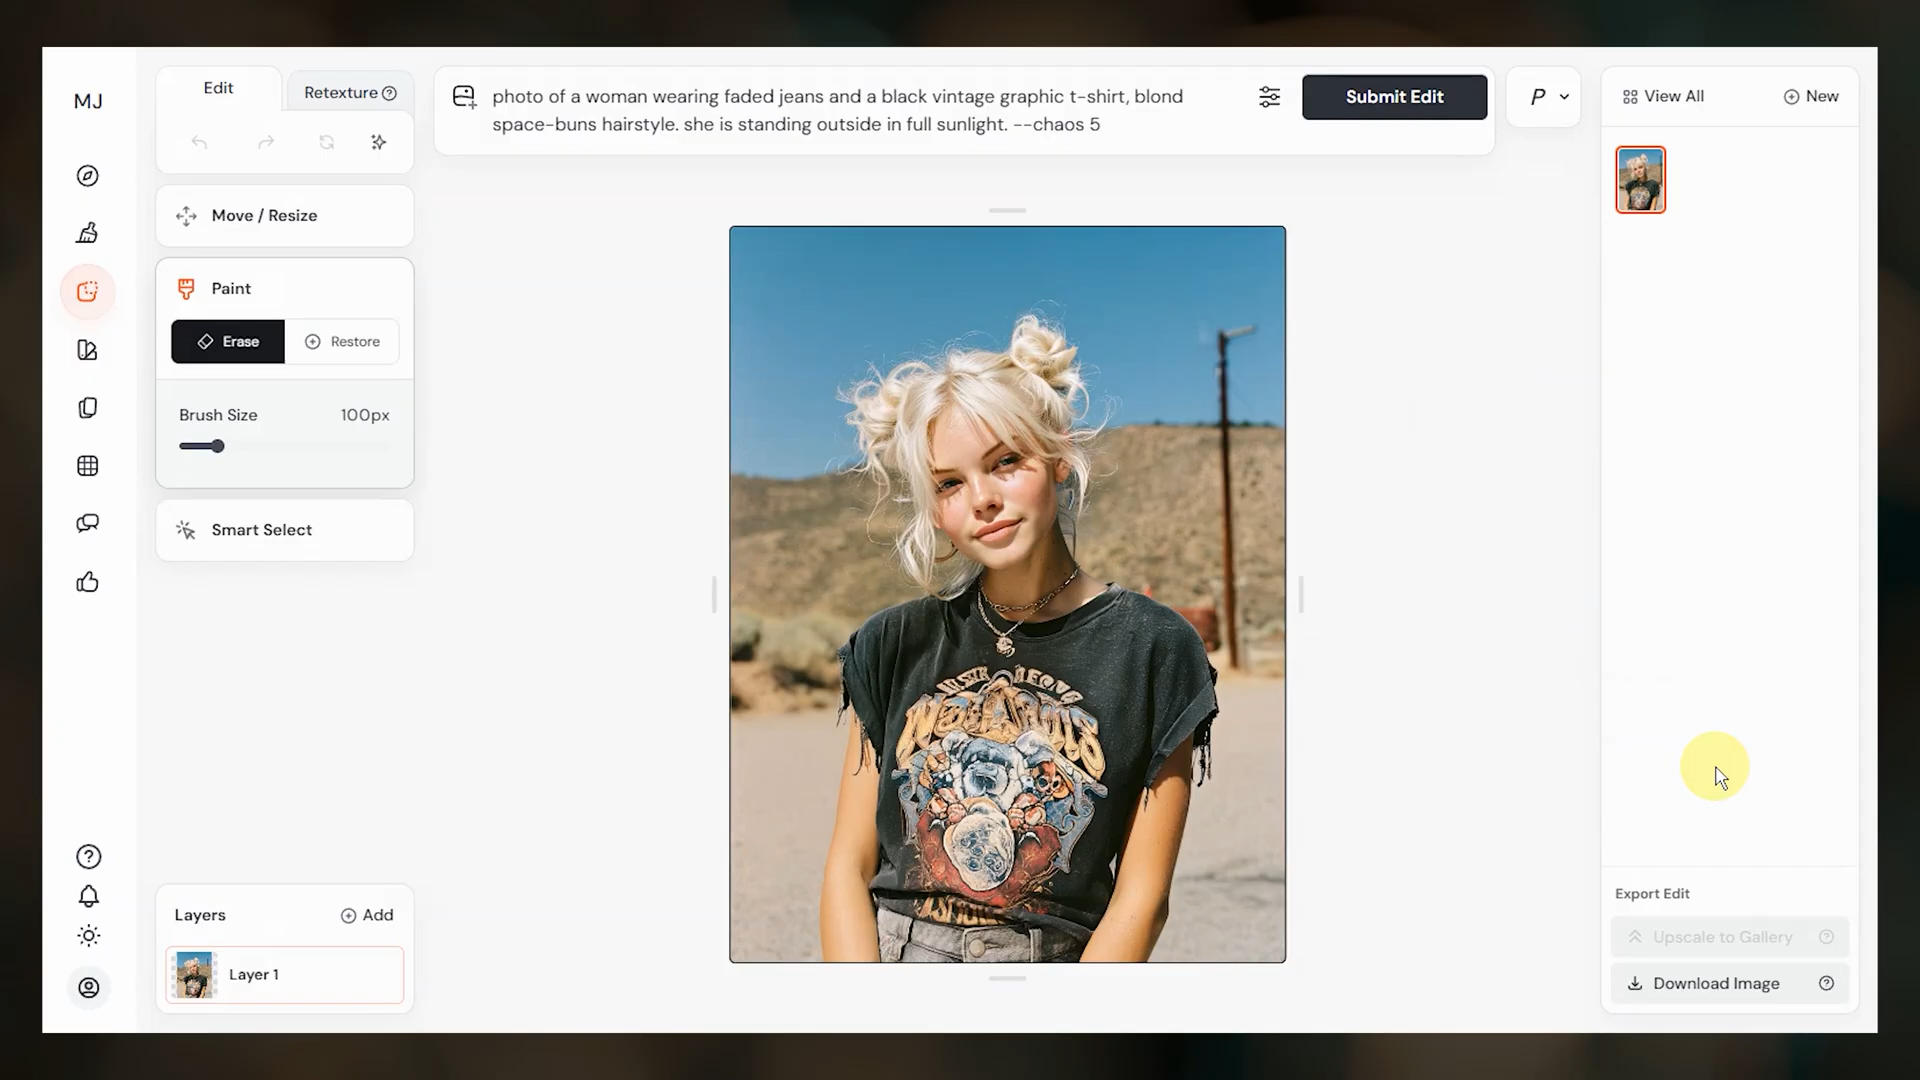 MJ
Edit
Retexture
photo of a woman wearing faded jeans and a black vintage graphic t-shirt, blond
space-buns hairstyle. she is standing outside in full sunlight. --chaos 5
Submit Edit
P
View All
New
Move / Resize
Paint
Erase
Restore
Brush Size
100px
Smart Select
Layers
Add
Layer 1
Export Edit
Upscale to Gallery
Download Image